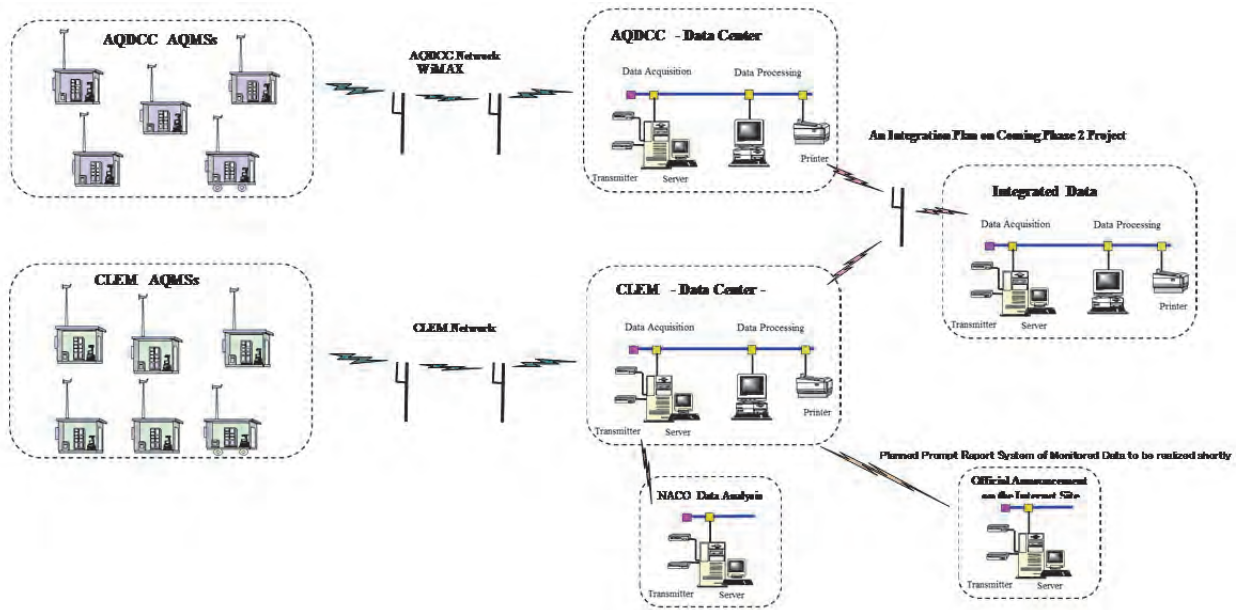 AQDCC AQMSs
AQDCC Network
WiMAX
AQDCC - Data Center
Data Acquisition Data Processing
Printer
Transmitter Server
An Integration Plan on Coming Phase 2 Project
Integrated Data
Data Acquisition Data Processing
Printer
Transmitter Server
CLEM AQMSs
CLEM Network
CLEM - Data Center -
Data Acquisition Data Processing
Printer
Transmitter Server
Planned Prompt Report System of Monitored Data to be realized shortly
NACO Data Analysis
Transmitter Server
Official Announcement
on the Internet Site
Transmitter Server